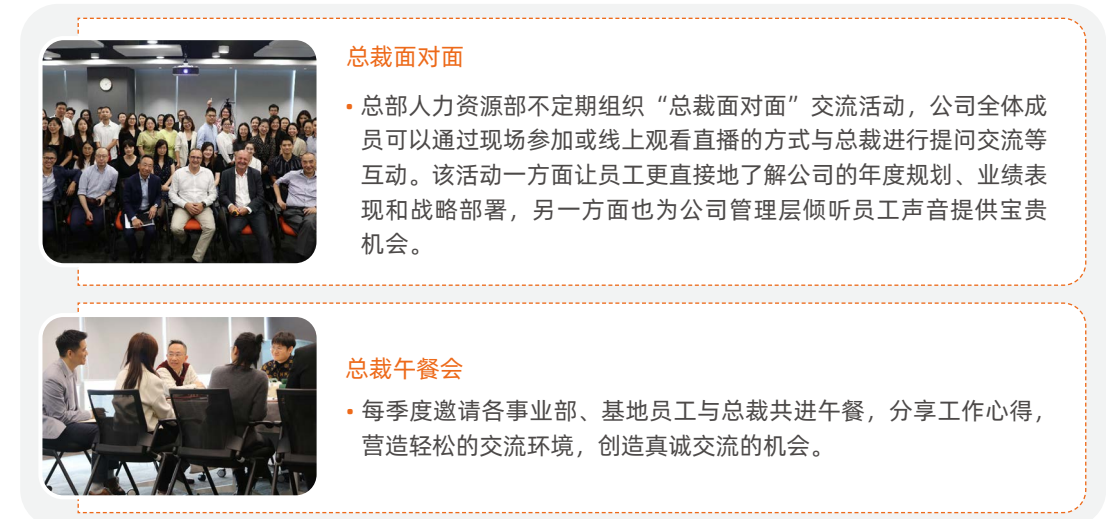 总裁面对面
• 总部人力资源部不定期组织“总裁面对面”交流活动，公司全体成
员可以通过现场参加或线上观看直播的方式与总裁进行提问交流等
互动。该活动一方面让员工更直接地了解公司的年度规划、业绩表
现和战略部署，另一方面也为公司管理层倾听员工声音提供宝贵
机会。
总裁午餐会
• 每季度邀请各事业部、基地员工与总裁共进午餐，分享工作心得，
营造轻松的交流环境，创造真诚交流的机会。